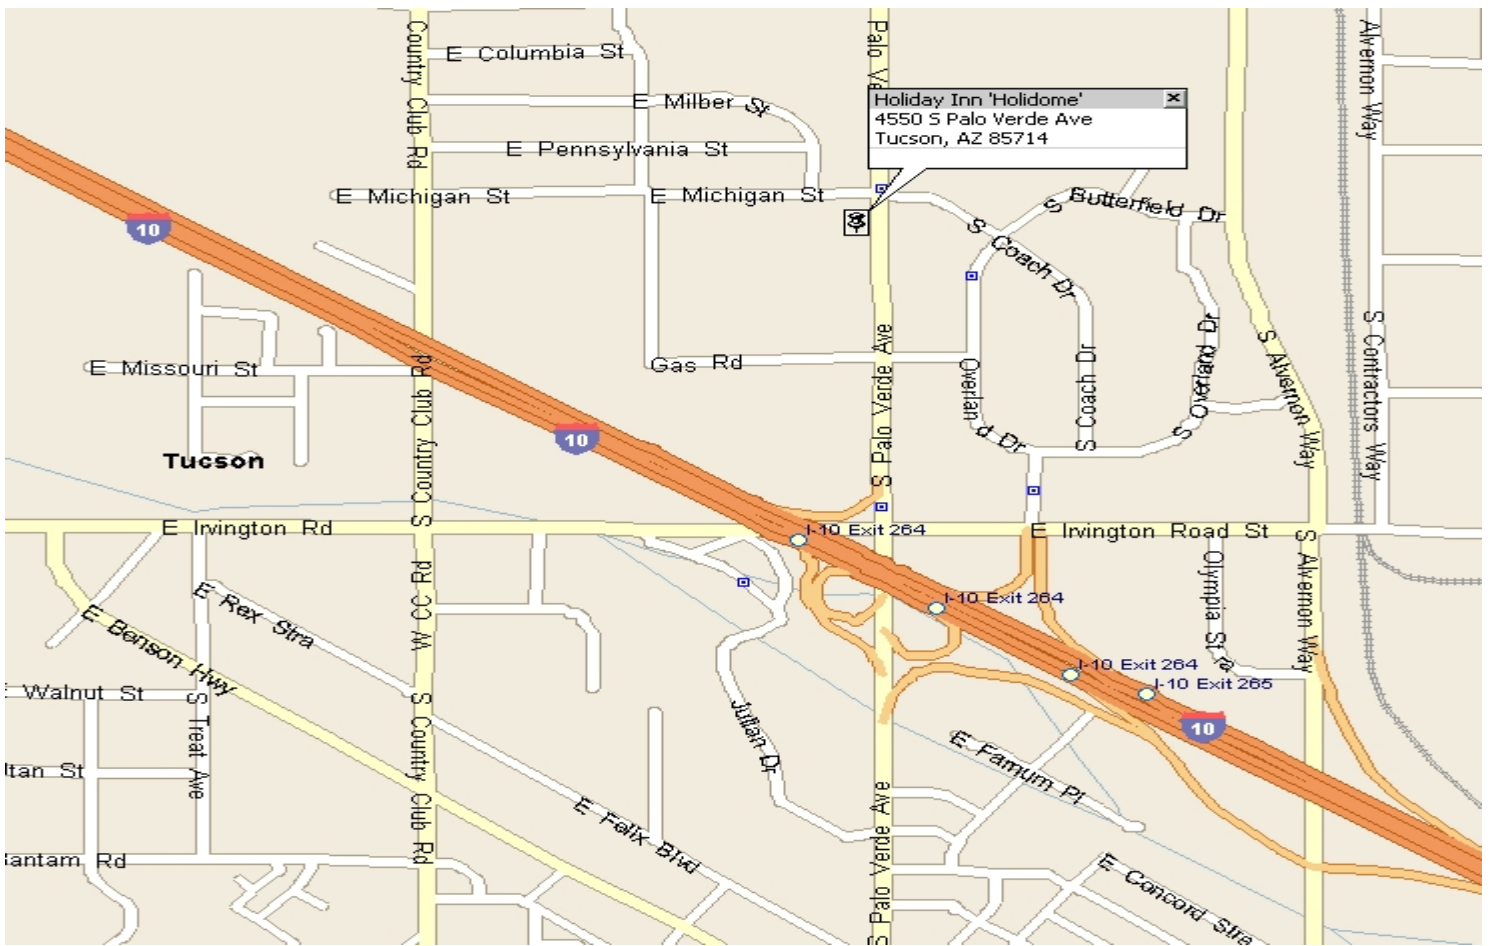 Country Club Rd
E Columbia St
Palo Ve
Alvernon Way
E Milber St
Holiday Inn 'Holidome'
4550 S Palo Verde Ave
Tucson, AZ 85714
E Pennsylvania St
E Michigan St
E Michigan St
S Butterfield Dr
10
S Coach Dr
E Missouri St
Gas Rd
S Country Club Rd
S Palo Verde Ave
Overland Dr
S Coach Dr
S Overland Dr
S Alvernon Way
S Contractors Way
10
Tucson
E Irvington Rd
I-10 Exit 264
E Irvington Road St
W CC Rd
Olympia St
S Alvernon Way
E Rex Stra
I-10 Exit 264
E Benson Hwy
I-10 Exit 264
I-10 Exit 265
Walnut St
S Treat Ave
S Country Club Rd
Julian Dr
10
E Famum Pl
tan St
E Felix Blvd
S Palo Verde Ave
antam Rd
E Concord Stra